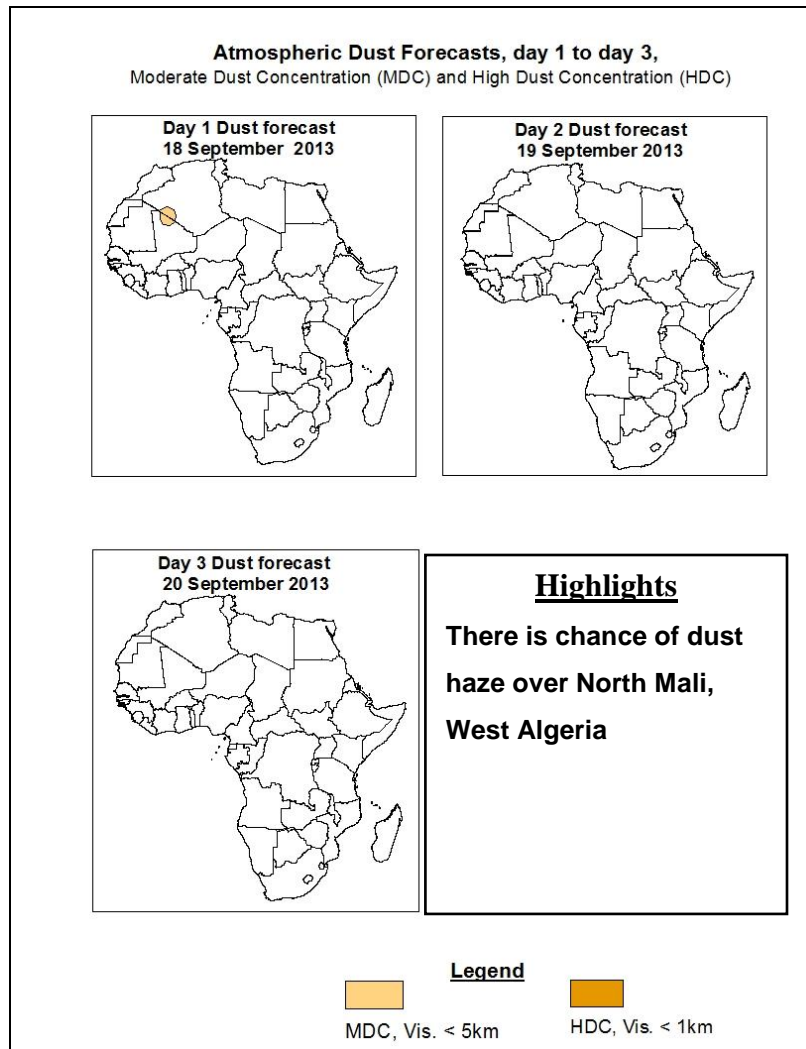 Atmospheric Dust Forecasts, day 1 to day 3,
Moderate Dust Concentration (MDC) and High Dust Concentration (HDC)
Day 1 Dust forecast
18 September 2013
Day 2 Dust forecast
19 September 2013
Day 3 Dust forecast
20 September 2013
Highlights
There is chance of dust
haze over North Mali,
West Algeria
Legend
MDC, Vis. < 5km
HDC, Vis. < 1km